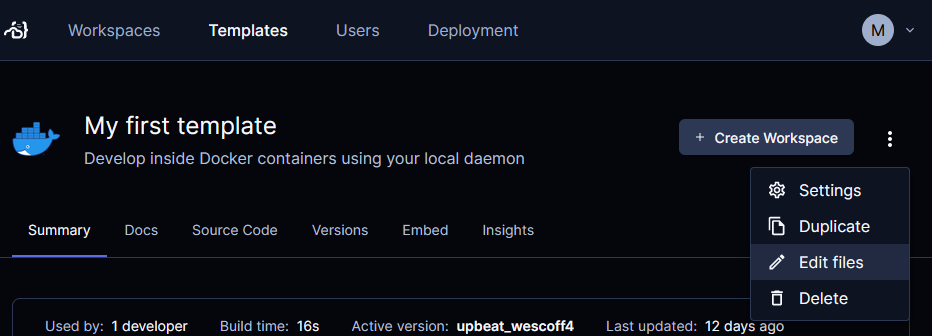 Workspaces Templates Users Deployment M
My first template
+ Create Workspace
Develop inside Docker containers using your local daemon
Settings
Duplicate
Edit files
Delete
Summary Docs Source Code Versions Embed Insights
Used by: 1 developer Build time: 16s Active version: upbeat_wescoff4 Last updated: 12 days ago